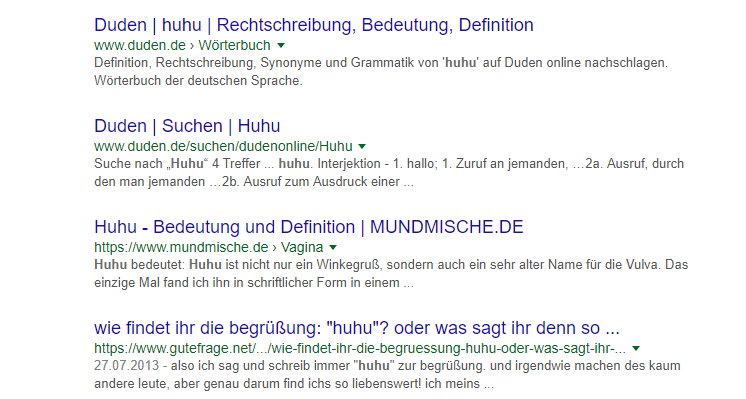 Duden | huhu | Rechtschreibung, Bedeutung, Definition
www.duden.de › Wörterbuch
Definition, Rechtschreibung, Synonyme und Grammatik von 'huhu' auf Duden online nachschlagen.
Wörterbuch der deutschen Sprache.
Duden | Suchen | Huhu
www.duden.de/suchen/dudenonline/Huhu
Suche nach „Huhu“ 4 Treffer ... huhu. Interjektion - 1. hallo; 1. Zuruf an jemanden, …2a. Ausruf, durch
den man jemanden …2b. Ausruf zum Ausdruck einer ...
Huhu - Bedeutung und Definition | MUNDMISCHE.DE
https://www.mundmische.de › Vagina
Huhu bedeutet: Huhu ist nicht nur ein Winkegruß, sondern auch ein sehr alter Name für die Vulva. Das
einzige Mal fand ich ihn in schriftlicher Form in einem ...
wie findet ihr die begrüßung: "huhu"? oder was sagt ihr denn so ...
https://www.gutefrage.net/.../wie-findet-ihr-die-begruessung-huhu-oder-was-sagt-ihr-...
27.07.2013 - also ich sag und schreib immer "huhu" zur begrüßung. und irgendwie machen des kaum
andere leute, aber genau darum find ichs so liebenswert! ich meins ...